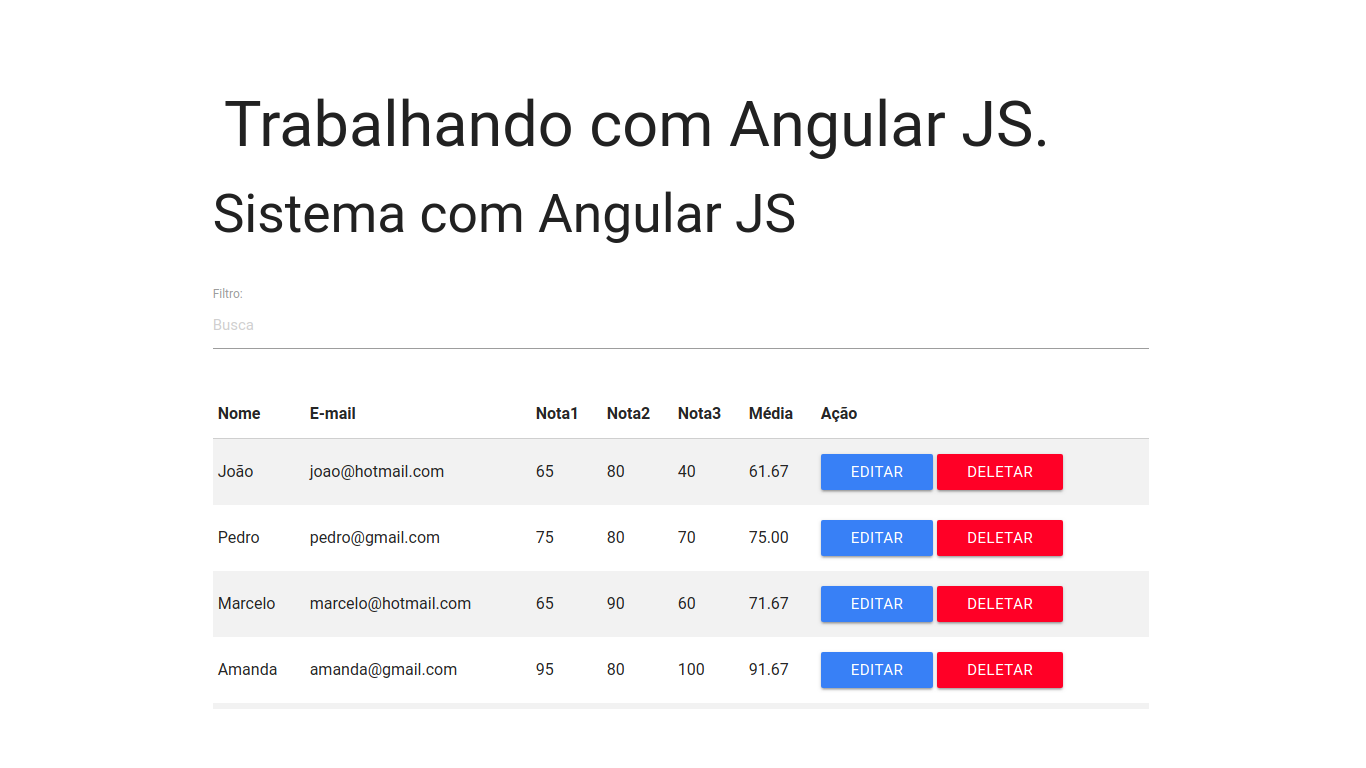 Trabalhando com Angular JS.
Sistema com Angular JS
Filtro:
Busca
Nome E-mail Nota1 Nota2 Nota3 Média Ação
João joao@hotmail.com 65 80 40 61.67 EDITAR DELETAR
Pedro pedro@gmail.com 75 80 70 75.00 EDITAR DELETAR
Marcelo marcelo@hotmail.com 65 90 60 71.67 EDITAR DELETAR
Amanda amanda@gmail.com 95 80 100 91.67 EDITAR DELETAR